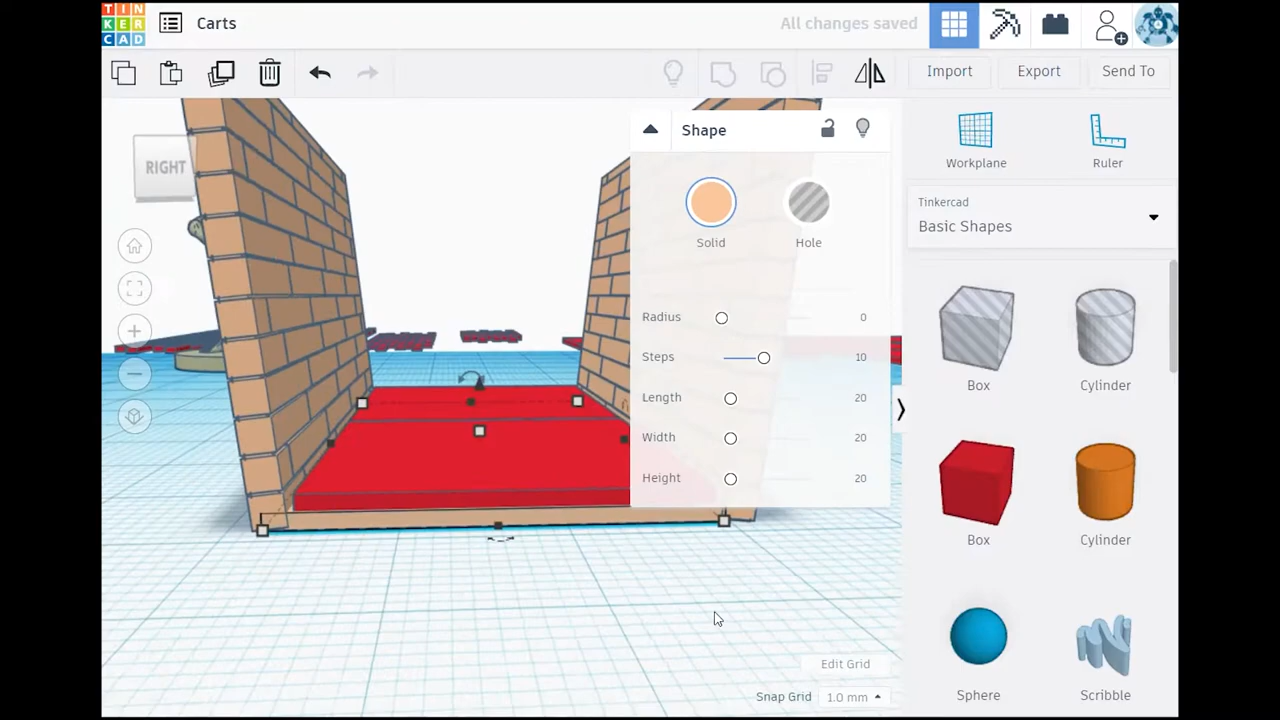 TIN
KER
CAD
Carts
All changes saved
Import
Export
Send To
RIGHT
Shape
Solid
Hole
Radius 0
Steps 10
Length 20
Width 20
Height 20
Workplane
Ruler
Tinkercad
Basic Shapes
Box
Cylinder
Box
Cylinder
Sphere
Scribble
Edit Grid
Snap Grid 1.0 mm